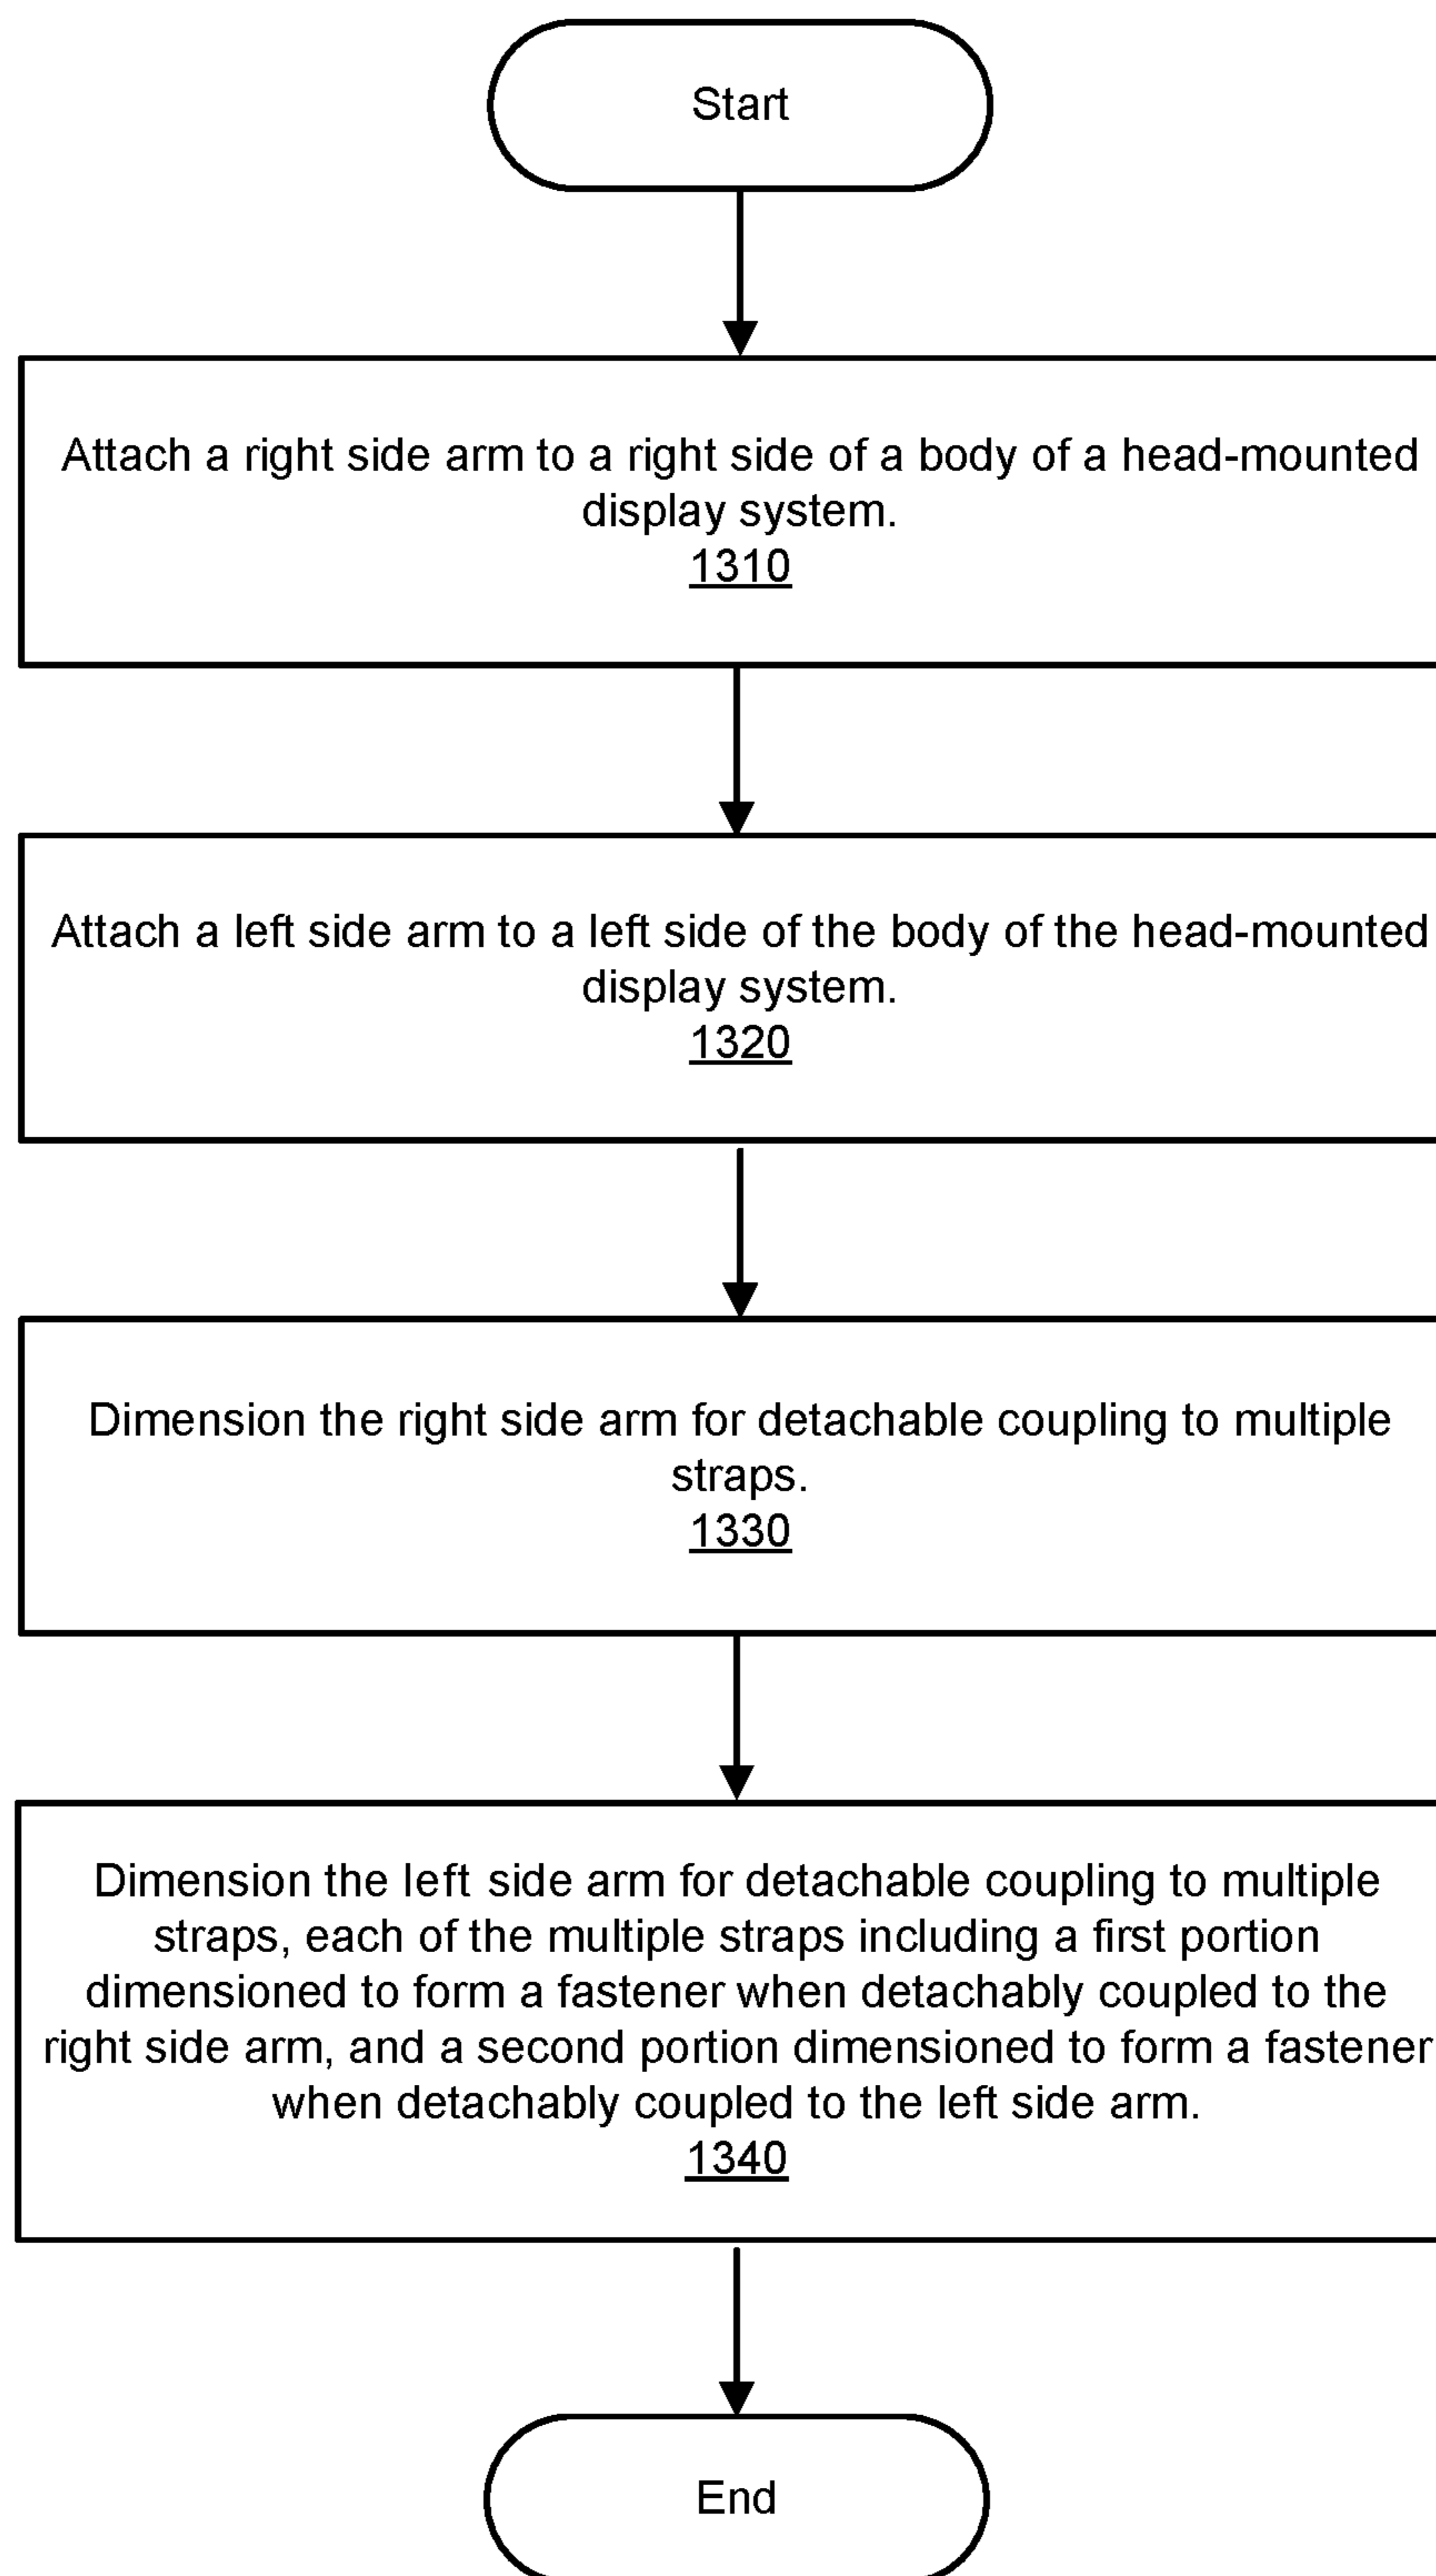 Start
Attach a right side arm to a right side of a body of a head-mounted
display system.
1310
Attach a left side arm to a left side of the body of the head-mounted
display system.
1320
Dimension the right side arm for detachable coupling to multiple
straps.
1330
Dimension the left side arm for detachable coupling to multiple
straps, each of the multiple straps including a first portion
dimensioned to form a fastener when detachably coupled to the
right side arm, and a second portion dimensioned to form a fastener
when detachably coupled to the left side arm.
1340
End